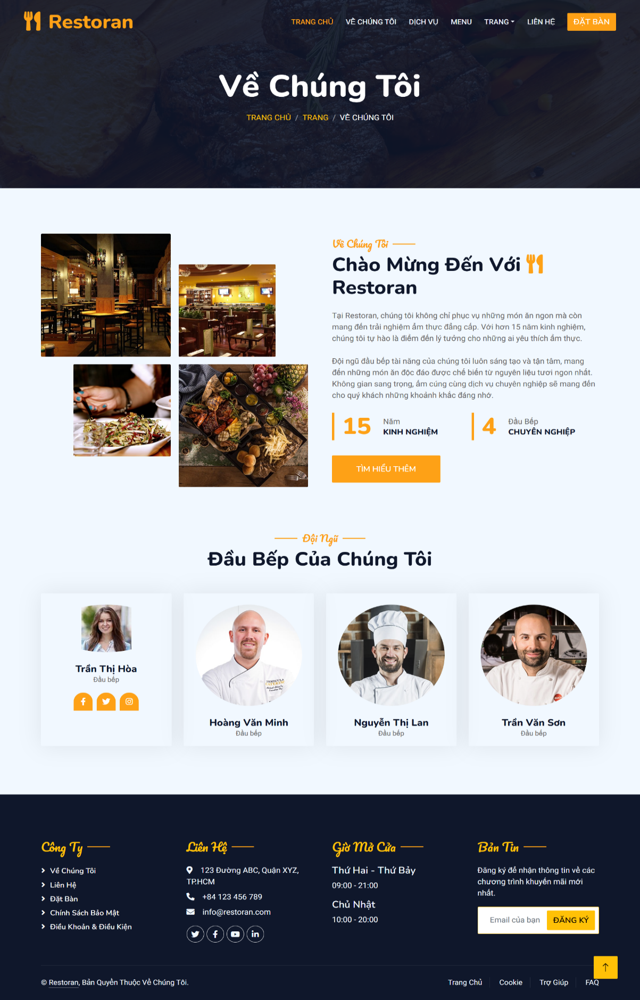 Restoran
TRANG CHỦ VỀ CHÚNG TÔI DỊCH VỤ MENU TRANG LIÊN HỆ ĐẶT BÀN
Về Chúng Tôi
TRANG CHỦ / TRANG / VỀ CHÚNG TÔI
Về Chúng Tôi
Chào Mừng Đến Với
Restoran
Tại Restoran, chúng tôi không chỉ phục vụ những món ăn ngon mà còn
mang đến trải nghiệm ẩm thực đẳng cấp. Với hơn 15 năm kinh nghiệm,
chúng tôi tự hào là điểm đến lý tưởng cho những ai yêu thích ẩm thực.
Đội ngũ đầu bếp tài năng của chúng tôi luôn sáng tạo và tận tâm, mang
đến những món ăn độc đáo được chế biến từ nguyên liệu tươi ngon nhất.
Không gian sang trọng, ấm cúng cùng dịch vụ chuyên nghiệp sẽ mang đến
cho quý khách những khoảnh khắc đáng nhớ.
15 Năm KINH NGHIỆM
4 Đầu Bếp CHUYÊN NGHIỆP
TÌM HIỂU THÊM
Đội Ngũ
Đầu Bếp Của Chúng Tôi
Trần Thị Hòa
Đầu bếp
TEMECULA
CATERING
Hoàng Văn Minh
Đầu bếp
Nguyễn Thị Lan
Đầu bếp
Trần Văn Sơn
Đầu bếp
Công Ty
Về Chúng Tôi
Liên Hệ
Đặt Bàn
Chính Sách Bảo Mật
Điều Khoản & Điều Kiện
Liên Hệ
123 Đường ABC, Quận XYZ,
TP.HCM
+84 123 456 789
info@restoran.com
Giờ Mở Cửa
Thứ Hai - Thứ Bảy
09:00 - 21:00
Chủ Nhật
10:00 - 20:00
Bản Tin
Đăng ký để nhận thông tin về các
chương trình khuyến mãi mới
nhất.
Email của bạn ĐĂNG KÝ
© Restoran, Bản Quyền Thuộc Về Chúng Tôi.
Trang Chủ Cookie Trợ Giúp FAQ